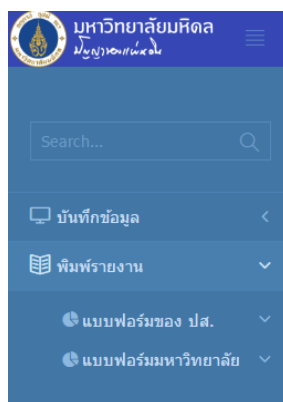 มหาวิทยาลัยมหิดล
ปัญญาของแผ่นดิน
Search...
บันทึกข้อมูล
พิมพ์รายงาน
แบบฟอร์มของ ปส.
แบบฟอร์มมหาวิทยาลัย